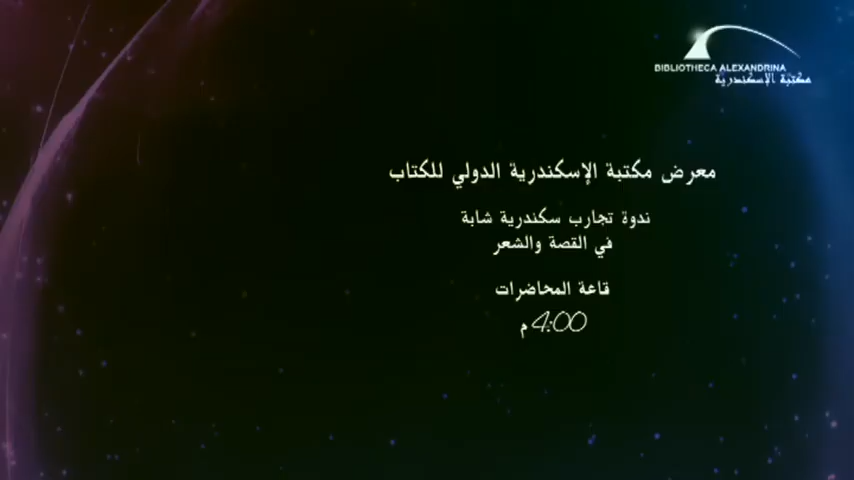 BIBLIOTHECA ALEXANDRINA
مكتبة الإسكندرية
معرض مكتبة الإسكندرية الدولي للكتاب
ندوة تجارب سكندرية شابة
في القصة والشعر
قاعة المحاضرات
4:00 م